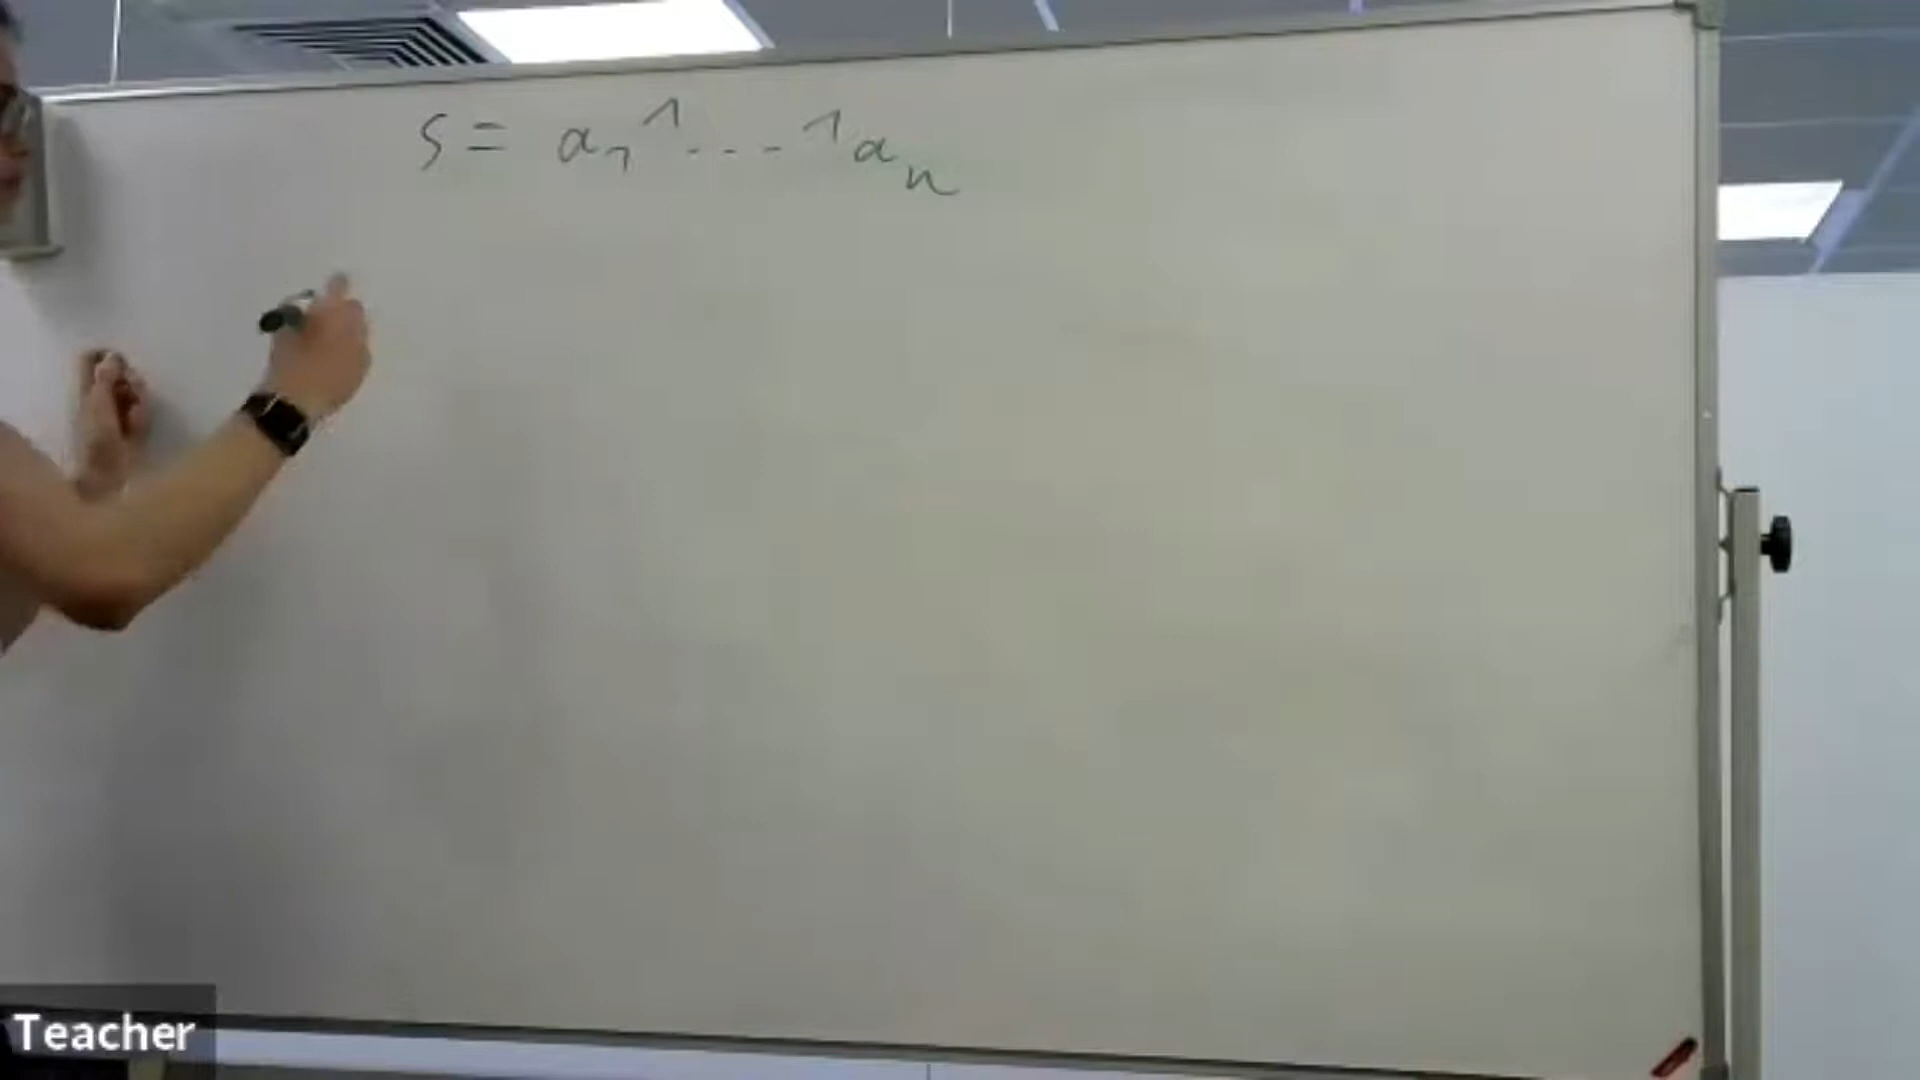 s = a₁^...^aₙ
Teacher